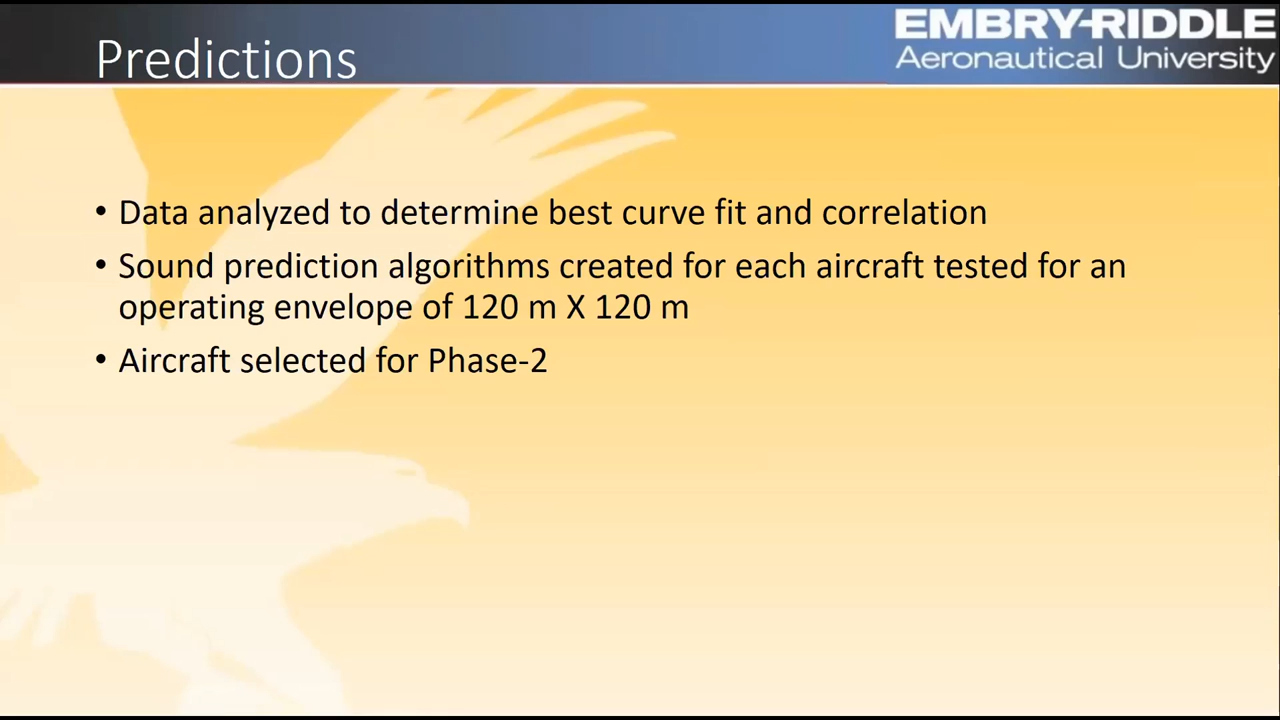 Predictions
EMBRY-RIDDLE
Aeronautical University
• Data analyzed to determine best curve fit and correlation
• Sound prediction algorithms created for each aircraft tested for an
operating envelope of 120 m X 120 m
• Aircraft selected for Phase-2